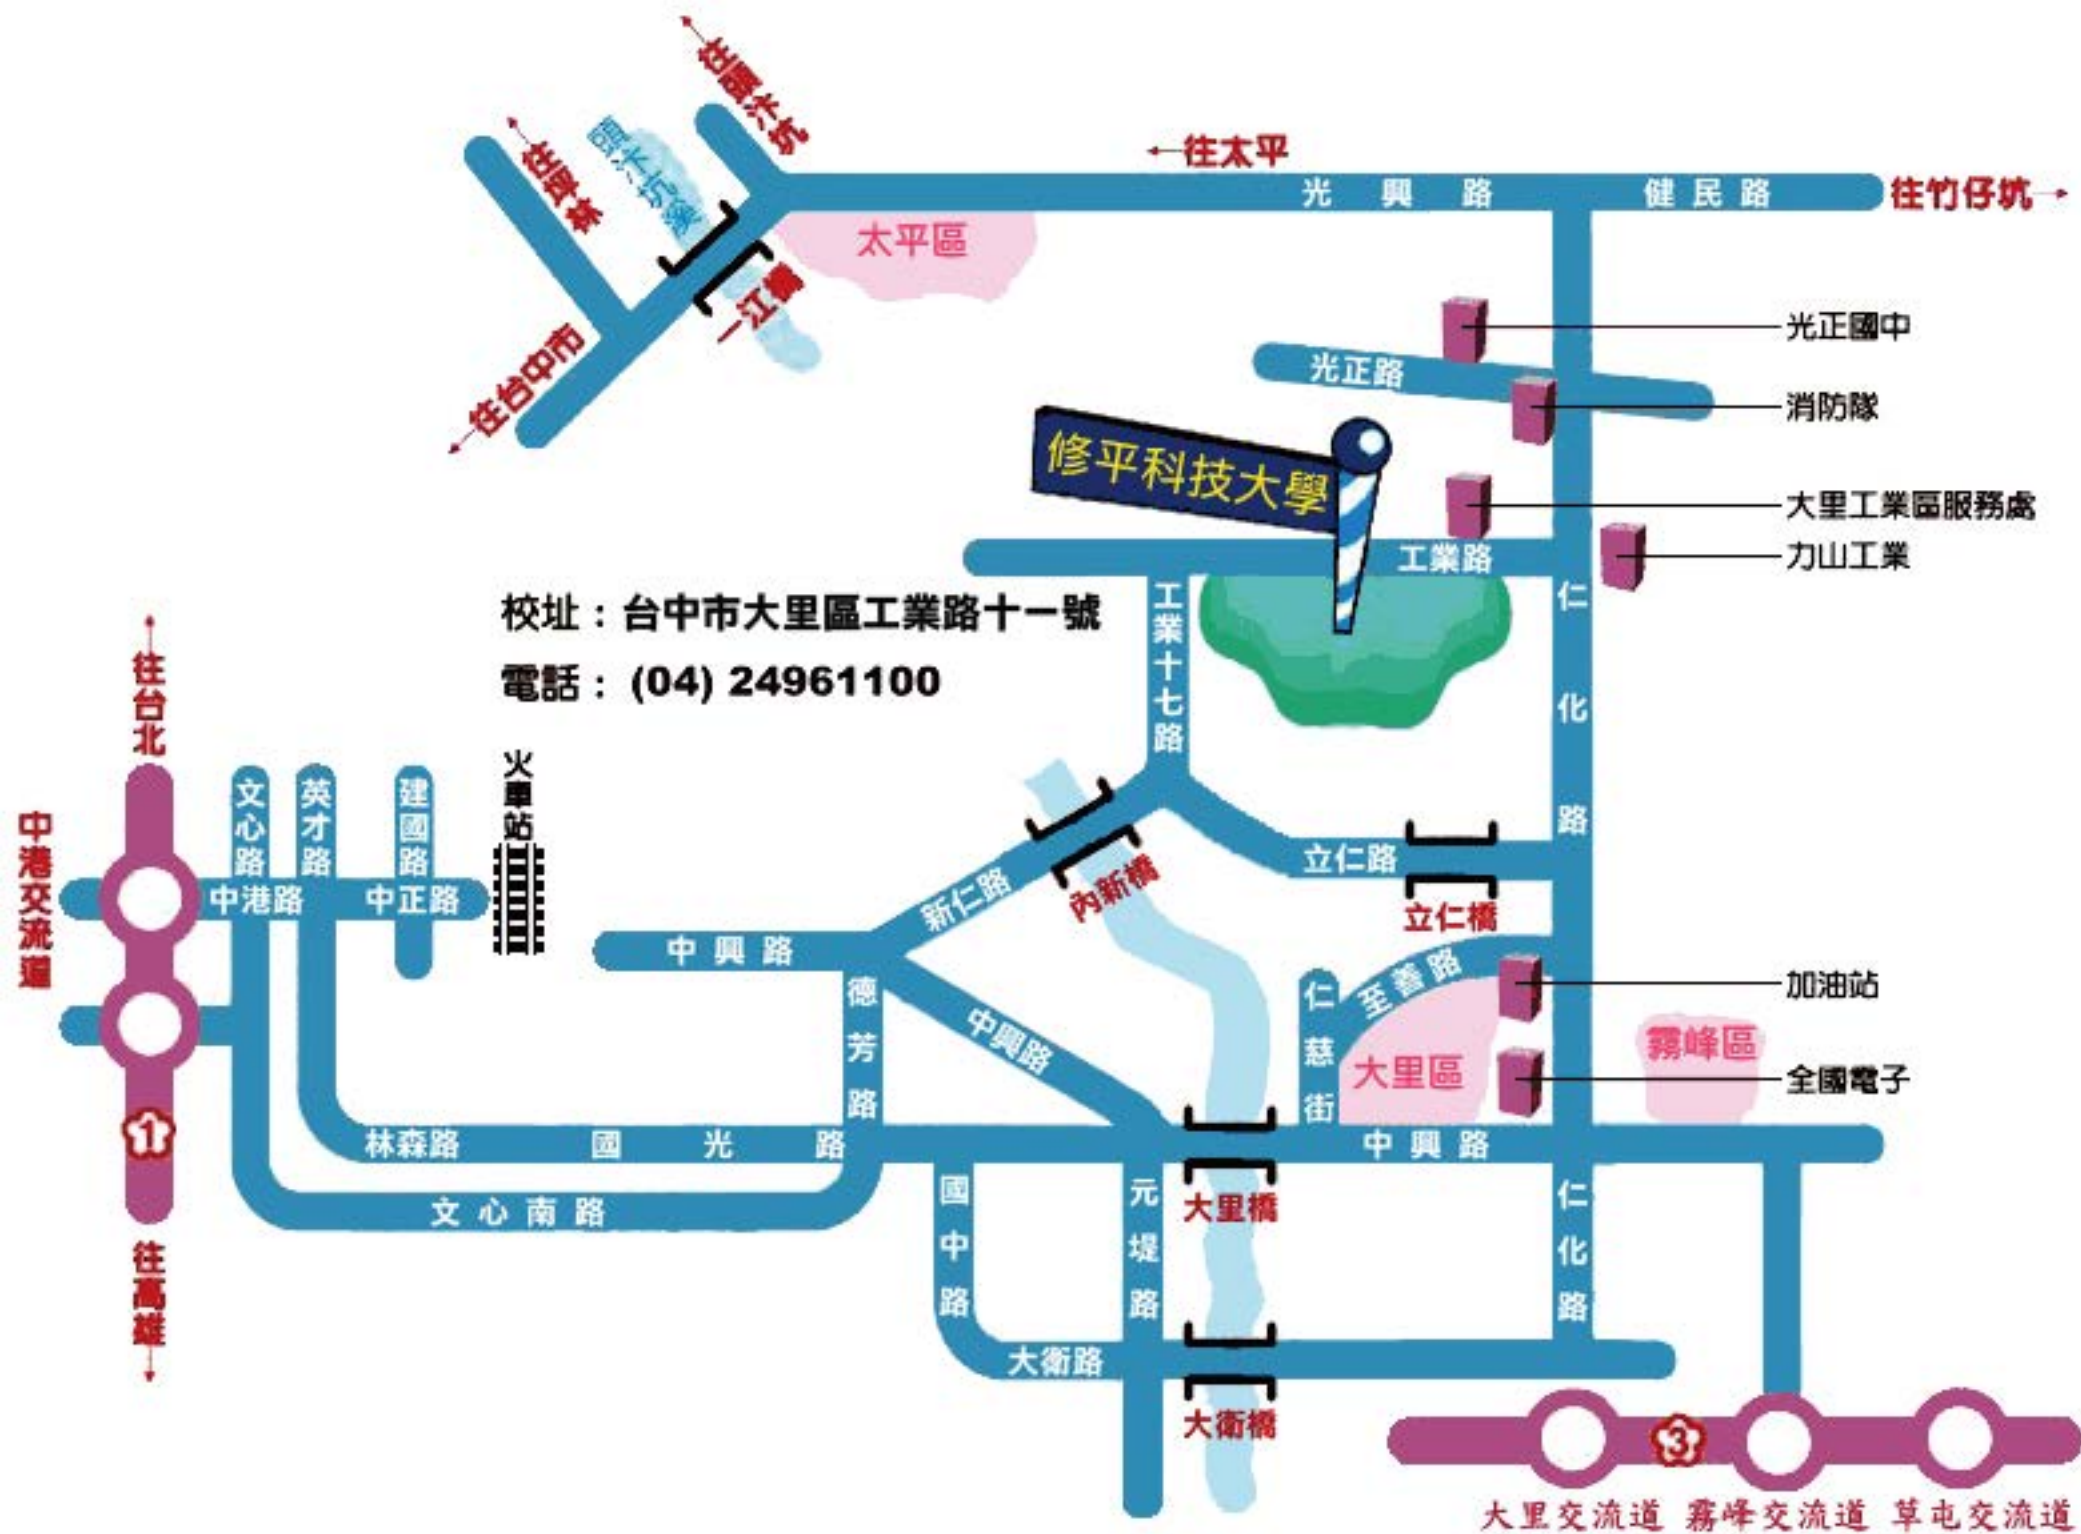 往頭汴坑
往坪林
頭汴坑溪
往太平
光興路
健民路
往竹仔坑
太平區
一江橋
往台中市
光正國中
光正路
消防隊
修平科技大學
大里工業區服務處
工業路
力山工業
校址：台中市大里區工業路十一號
電話： (04) 24961100
工業十七路
仁化路
往台北
中港交流道
文心路
英才路
建國路
火車站
中港路
中正路
新仁路
內新橋
立仁路
立仁橋
中興路
德芳路
中興路
仁慈街
至善路
加油站
大里區
霧峰區
全國電子
1
林森路
國光路
中興路
文心南路
國中路
元堤路
大里橋
仁化路
往高雄
大衛路
大衛橋
3
大里交流道
霧峰交流道
草屯交流道